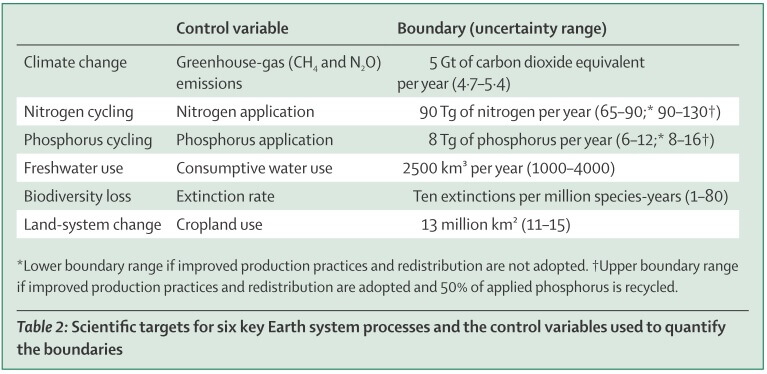 Control variable Boundary (uncertainty range)
Climate change Greenhouse-gas (CH₄ and N₂O) 5 Gt of carbon dioxide equivalent
emissions per year (4·7–5·4)
Nitrogen cycling Nitrogen application 90 Tg of nitrogen per year (65–90;* 90–130†)
Phosphorus cycling Phosphorus application 8 Tg of phosphorus per year (6–12;* 8–16†)
Freshwater use Consumptive water use 2500 km³ per year (1000–4000)
Biodiversity loss Extinction rate Ten extinctions per million species-years (1–80)
Land-system change Cropland use 13 million km² (11–15)
*Lower boundary range if improved production practices and redistribution are not adopted. †Upper boundary range
if improved production practices and redistribution are adopted and 50% of applied phosphorus is recycled.
Table 2: Scientific targets for six key Earth system processes and the control variables used to quantify
the boundaries